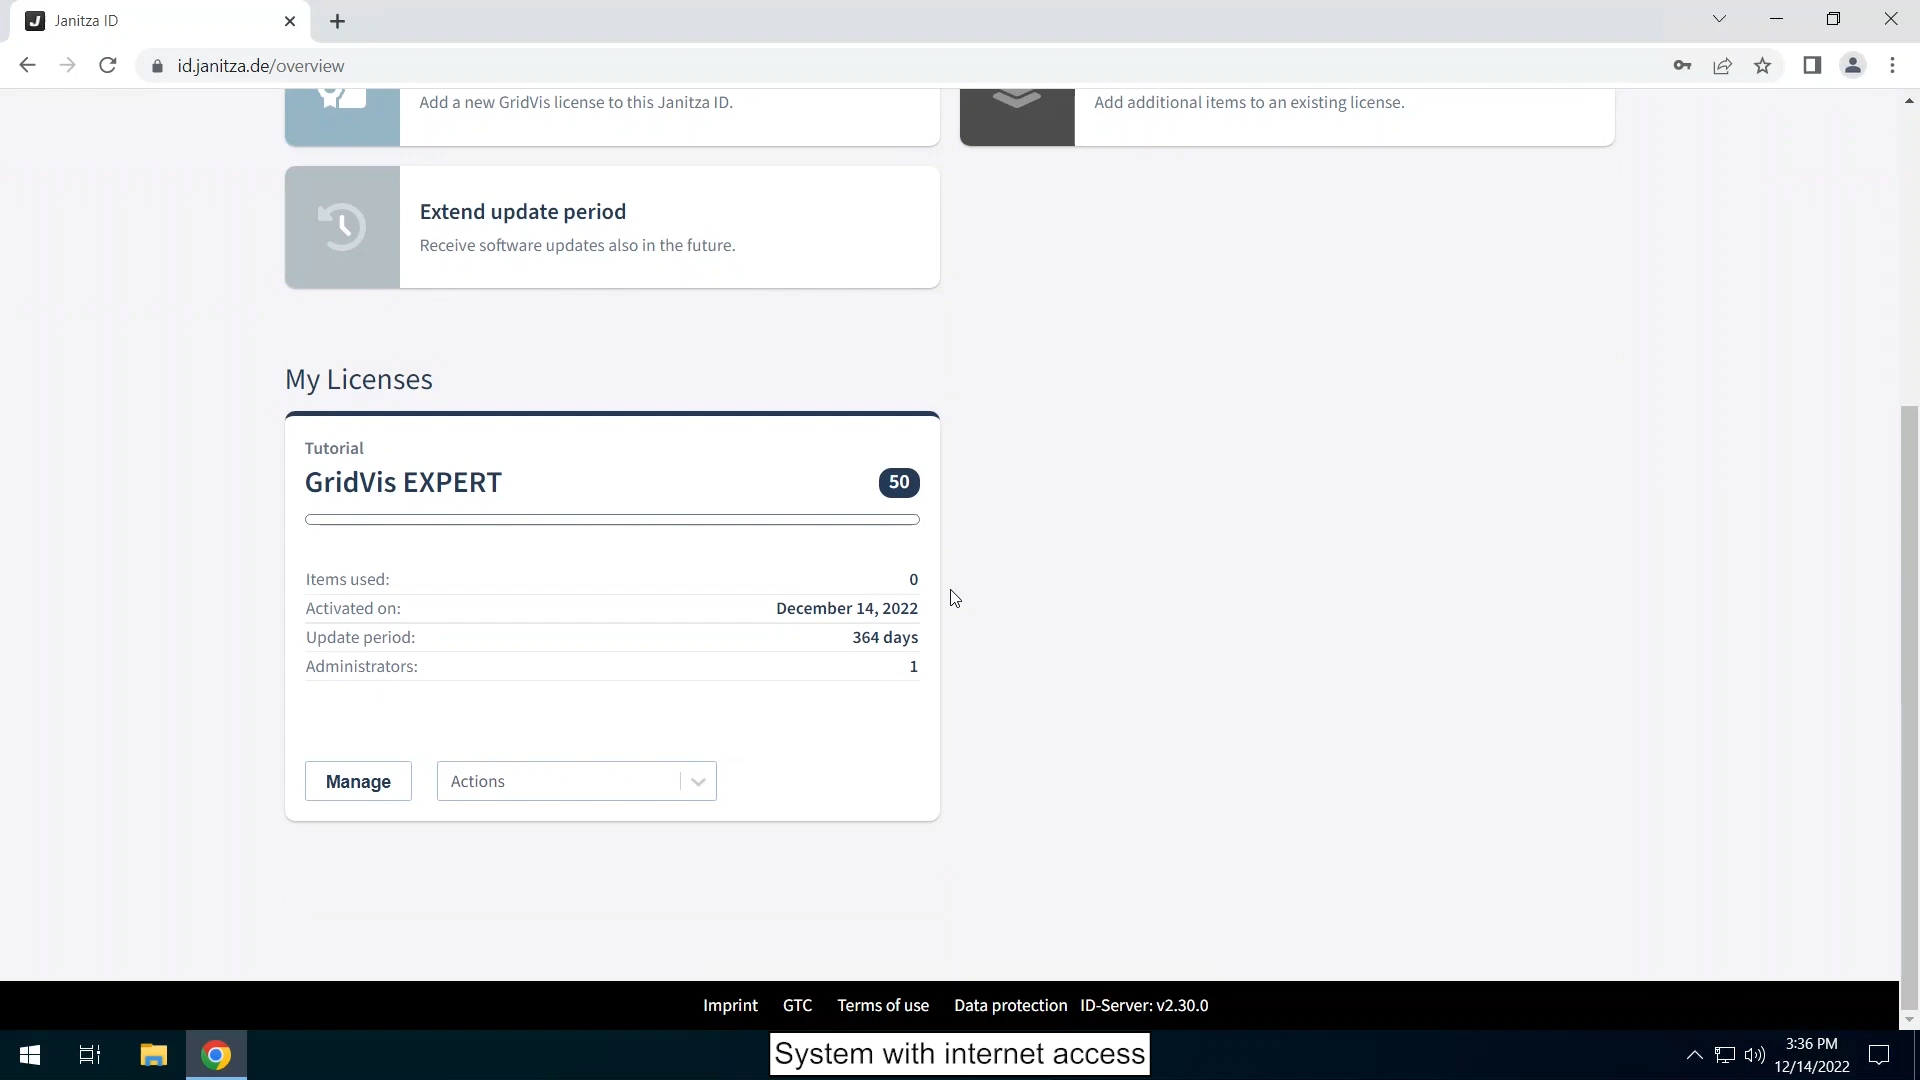 Janitza ID
id.janitza.de/overview
Add a new GridVis license to this Janitza ID.
Add additional items to an existing license.
Extend update period
Receive software updates also in the future.
My Licenses
Tutorial
GridVis EXPERT
50
Items used:
0
Activated on:
December 14, 2022
Update period:
364 days
Administrators:
1
Manage
Actions
Imprint GTC Terms of use Data protection ID-Server: v2.30.0
System with internet access
3:36 PM
12/14/2022